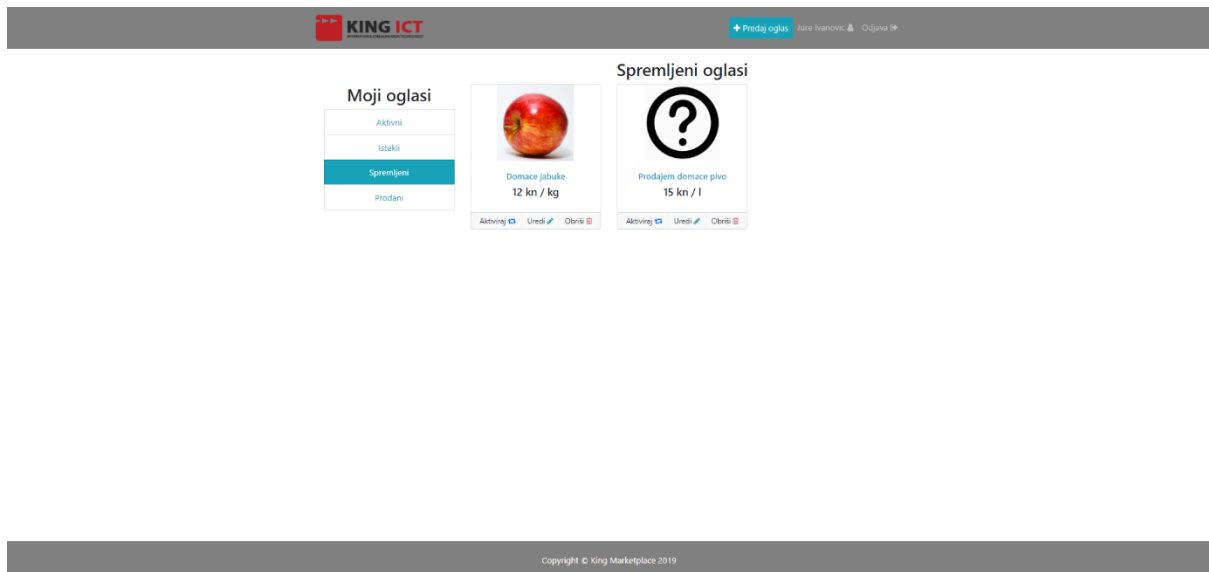 KING ICT
+ Predaj oglas Jure Ivanovic Odjava
Spremljeni oglasi
Moji oglasi
Aktivni
Istekli
Spremljeni
Prodani
Domace jabuke
12 kn / kg
Aktiviraj Uredi Obriši
Prodajem domace pivo
15 kn / l
Aktiviraj Uredi Obriši
Copyright © King Marketplace 2019